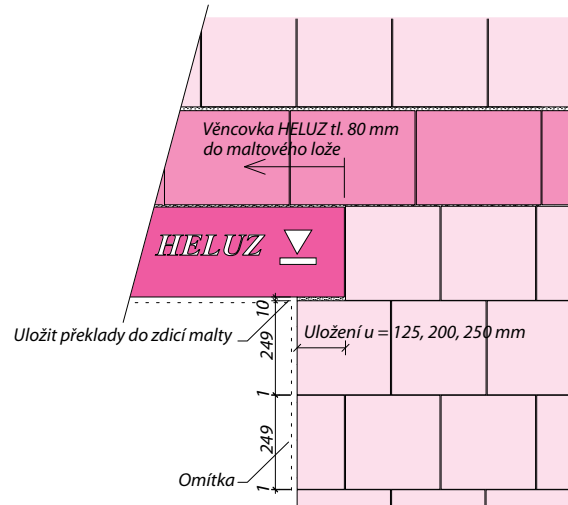 Věncovka HELUZ tl. 80 mm
do maltového lože
HELUZ
10
Uložit překlady do zdicí malty
Uložení u = 125, 200, 250 mm
249
1
249
Omítka
1